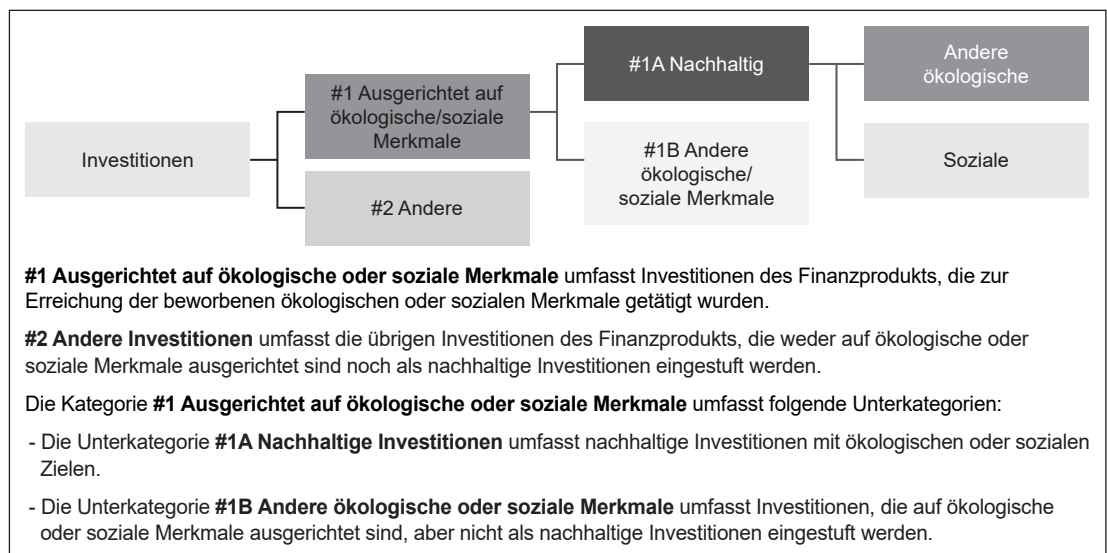 Investitionen
#1 Ausgerichtet auf
ökologische/soziale
Merkmale
#2 Andere
#1A Nachhaltig
#1B Andere
ökologische/
soziale Merkmale
Andere
ökologische
Soziale
#1 Ausgerichtet auf ökologische oder soziale Merkmale umfasst Investitionen des Finanzprodukts, die zur
Erreichung der beworbenen ökologischen oder sozialen Merkmale getätigt wurden.
#2 Andere Investitionen umfasst die übrigen Investitionen des Finanzprodukts, die weder auf ökologische oder
soziale Merkmale ausgerichtet sind noch als nachhaltige Investitionen eingestuft werden.
Die Kategorie #1 Ausgerichtet auf ökologische oder soziale Merkmale umfasst folgende Unterkategorien:
- Die Unterkategorie #1A Nachhaltige Investitionen umfasst nachhaltige Investitionen mit ökologischen oder sozialen
Zielen.
- Die Unterkategorie #1B Andere ökologische oder soziale Merkmale umfasst Investitionen, die auf ökologische
oder soziale Merkmale ausgerichtet sind, aber nicht als nachhaltige Investitionen eingestuft werden.